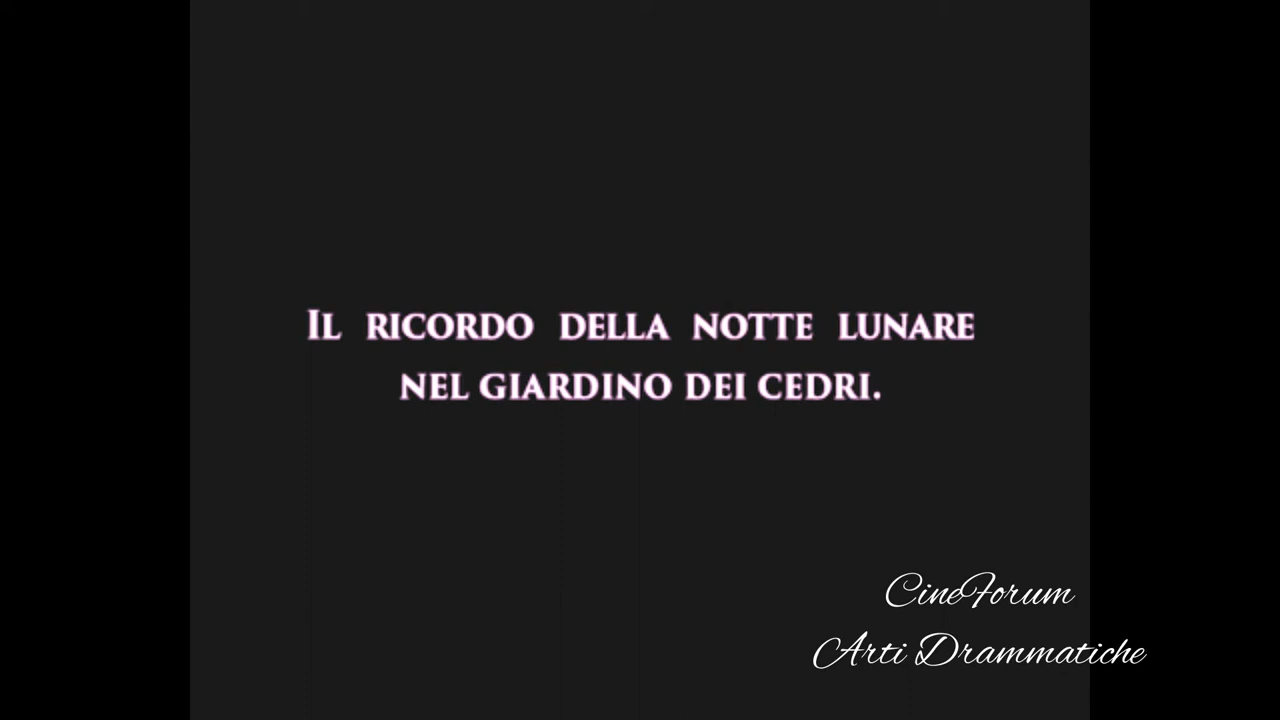 Il ricordo della notte lunare
nel giardino dei cedri.
CineForum
Arti Drammatiche